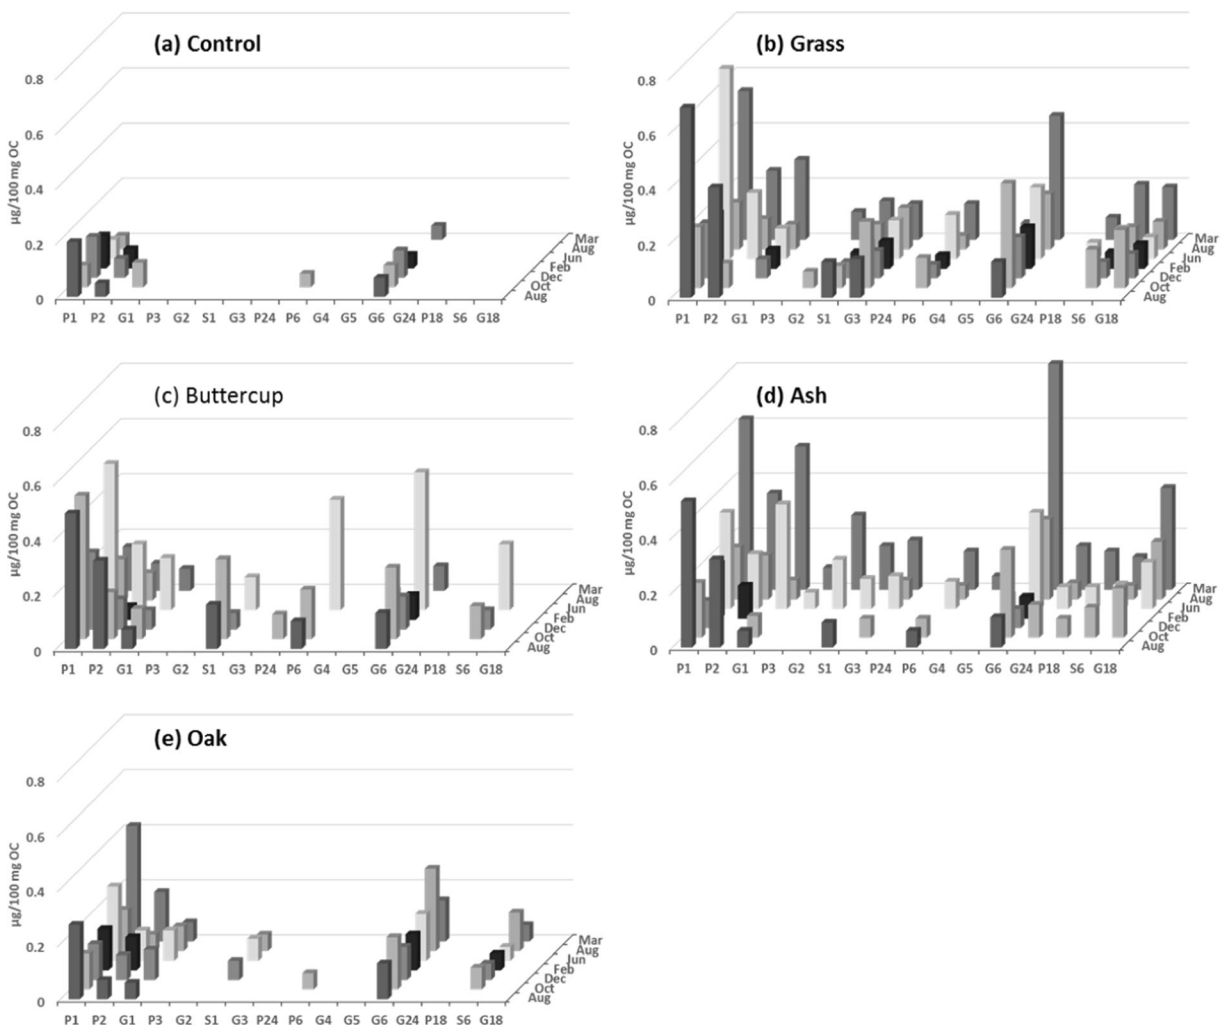 (a) Control
µg/100 mg OC
0.8
0.6
0.4
0.2
0
P1 P2 G1 P3 G2 S1 G3 P24 P6 G4 G5 G6 G24 P18 S6 G18
Mar
Aug
Jun
Feb
Dec
Oct
Aug
(b) Grass
µg/100 mg OC
0.8
0.6
0.4
0.2
0
P1 P2 G1 P3 G2 S1 G3 P24 P6 G4 G5 G6 G24 P18 S6 G18
Mar
Aug
Jun
Feb
Dec
Oct
Aug
(c) Buttercup
µg/100 mg OC
0.8
0.6
0.4
0.2
0
P1 P2 G1 P3 G2 S1 G3 P24 P6 G4 G5 G6 G24 P18 S6 G18
Mar
Aug
Jun
Feb
Dec
Oct
Aug
(d) Ash
µg/100 mg OC
0.8
0.6
0.4
0.2
0
P1 P2 G1 P3 G2 S1 G3 P24 P6 G4 G5 G6 G24 P18 S6 G18
Mar
Aug
Jun
Feb
Dec
Oct
Aug
(e) Oak
µg/100 mg OC
0.8
0.6
0.4
0.2
0
P1 P2 G1 P3 G2 S1 G3 P24 P6 G4 G5 G6 G24 P18 S6 G18
Mar
Aug
Jun
Feb
Dec
Oct
Aug